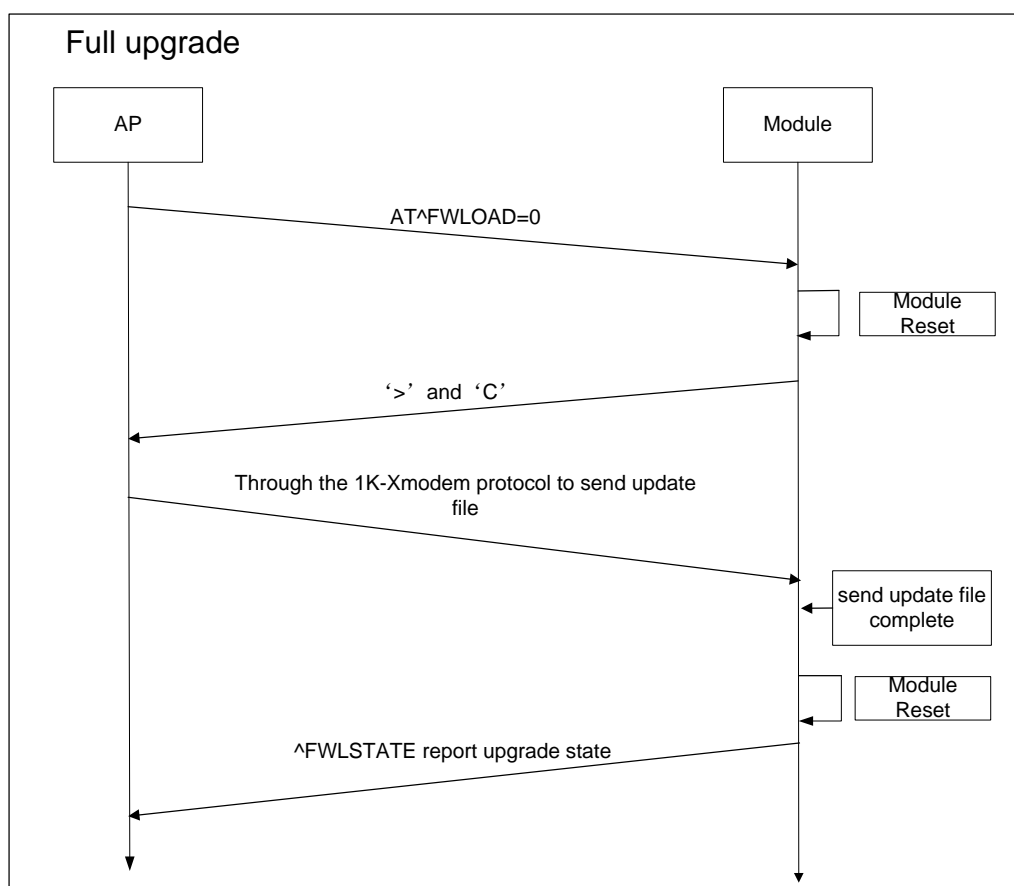 Full upgrade
AP
Module
AT^FWLOAD=0
Module
Reset
‘>’ and ‘C’
Through the 1K-Xmodem protocol to send update
file
send update file
complete
Module
Reset
^FWLSTATE report upgrade state